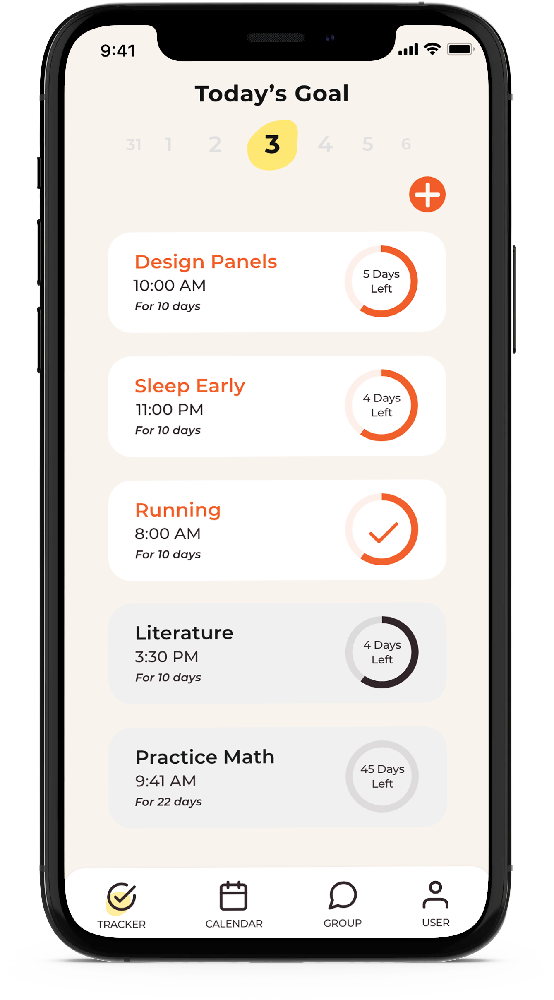 9:41
Today’s Goal
31 1 2 3 4 5 6
Design Panels
10:00 AM
For 10 days
5 Days
Left
Sleep Early
11:00 PM
For 10 days
4 Days
Left
Running
8:00 AM
For 10 days
Literature
3:30 PM
For 10 days
4 Days
Left
Practice Math
9:41 AM
For 22 days
45 Days
Left
TRACKER CALENDAR GROUP USER